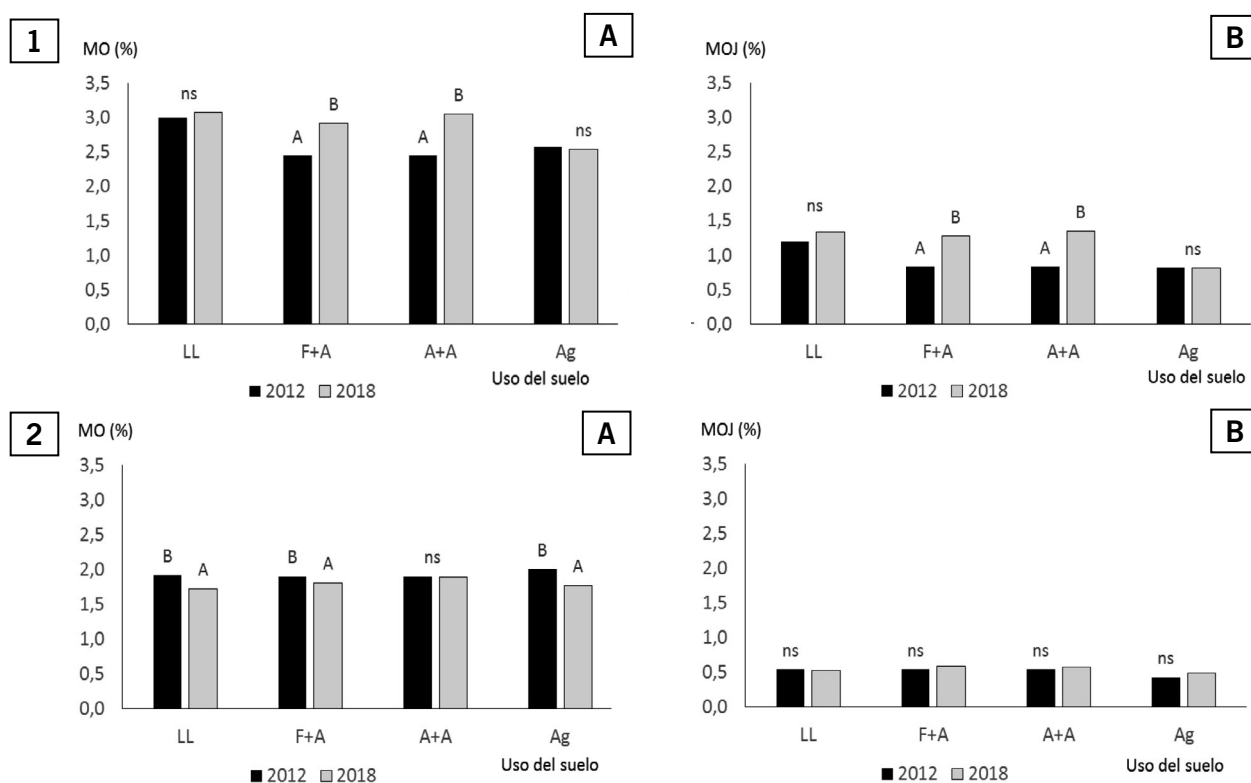 1
MO (%)
A
3,5
3,0
2,5
2,0
1,5
1,0
0,5
0,0
ns
A B
A B
ns
LL F+A A+A Ag
Uso del suelo
2012 2018
MOJ (%)
B
3,5
3,0
2,5
2,0
1,5
1,0
0,5
0,0
ns
A B
A B
ns
LL F+A A+A Ag
Uso del suelo
2012 2018
2
MO (%)
A
3,5
3,0
2,5
2,0
1,5
1,0
0,5
0,0
B A
B A
ns
B A
LL F+A A+A Ag
Uso del suelo
2012 2018
MOJ (%)
B
3,5
3,0
2,5
2,0
1,5
1,0
0,5
0,0
ns
ns
ns
ns
LL F+A A+A Ag
Uso del suelo
2012 2018